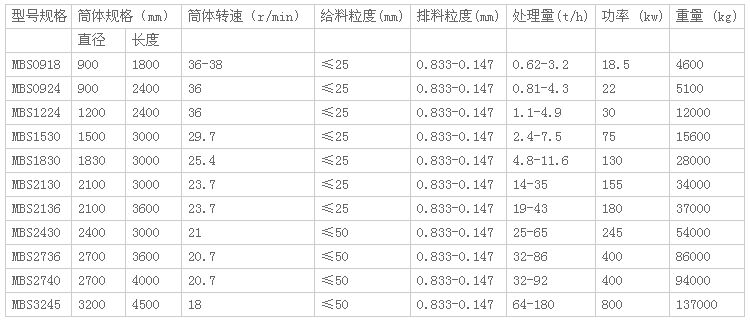 型号规格 筒体规格 (mm) 筒体转速 (r/min) 给料粒度(mm) 排料粒度(mm) 处理量(t/h) 功率 (kw) 重量 (kg)
直径 长度
MBS0918 900 1800 36-38 ≤25 0.833-0.147 0.62-3.2 18.5 4600
MBS0924 900 2400 36 ≤25 0.833-0.147 0.81-4.3 22 5100
MBS1224 1200 2400 36 ≤25 0.833-0.147 1.1-4.9 30 12000
MBS1530 1500 3000 29.7 ≤25 0.833-0.147 2.4-7.5 75 15600
MBS1830 1830 3000 25.4 ≤25 0.833-0.147 4.8-11.6 130 28000
MBS2130 2100 3000 23.7 ≤25 0.833-0.147 14-35 155 34000
MBS2136 2100 3600 23.7 ≤25 0.833-0.147 19-43 180 37000
MBS2430 2400 3000 21 ≤50 0.833-0.147 25-65 245 54000
MBS2736 2700 3600 20.7 ≤50 0.833-0.147 32-86 400 86000
MBS2740 2700 4000 20.7 ≤50 0.833-0.147 32-92 400 94000
MBS3245 3200 4500 18 ≤50 0.833-0.147 64-180 800 137000